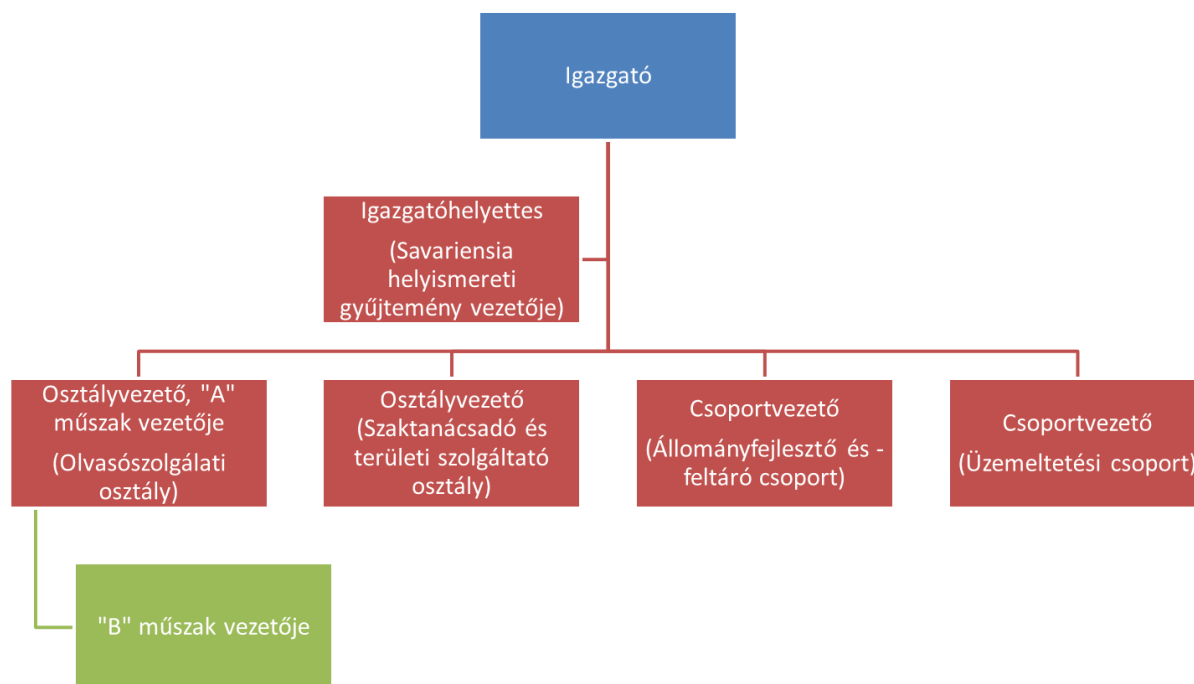 Igazgató
Igazgatóhelyettes
(Savariensia
helyismereti
gyűjtemény vezetője)
Osztályvezető, "A"
műszak vezetője
(Olvasószolgálati
osztály)
Osztályvezető
(Szaktanácsadó és
területi szolgáltató
osztály)
Csoportvezető
(Állományfejlesztő és -
feltáró csoport)
Csoportvezető
(Üzemeltetési csoport)
"B" műszak vezetője